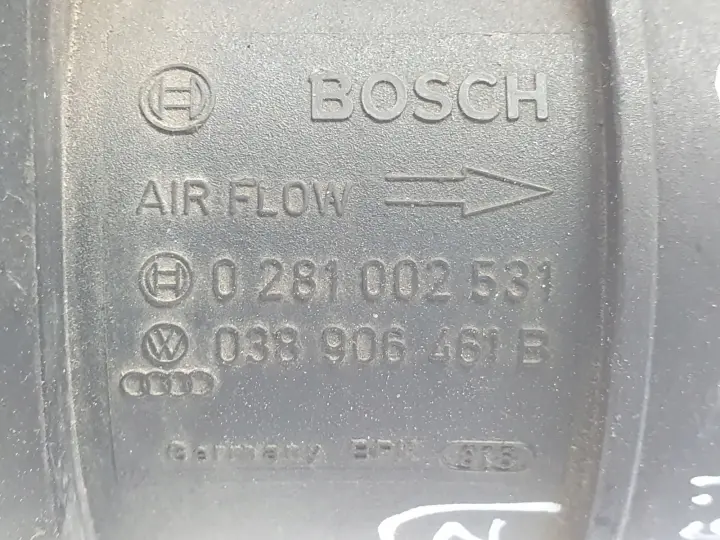 BOSCH
AIR FLOW
0 281 002 531
038 906 461 B
Germany